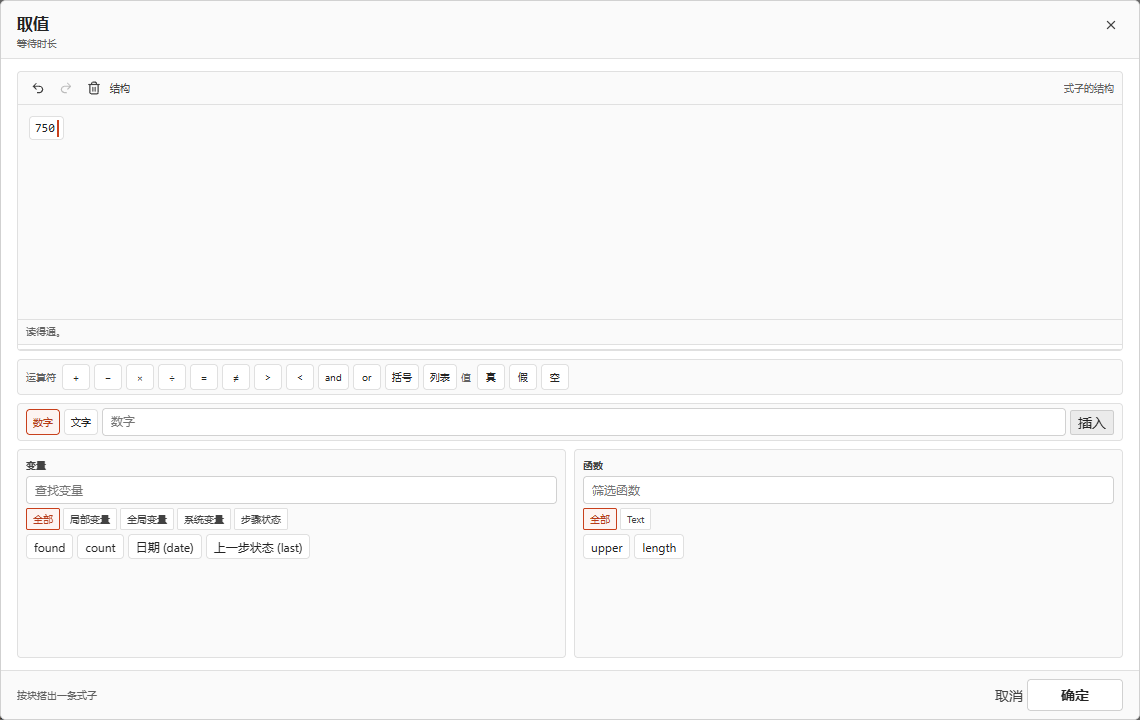 取值
等待时长
结构
式子的结构
750
读得通。
运算符 + − × ÷ = ≠ > < and or 括号 列表 值 真 假 空
数字 文字 数字 插入
变量
查找变量
全部 局部变量 全局变量 系统变量 步骤状态
found count 日期 (date) 上一步状态 (last)
函数
筛选函数
全部 Text
upper length
按块搭出一条式子
取消 确定